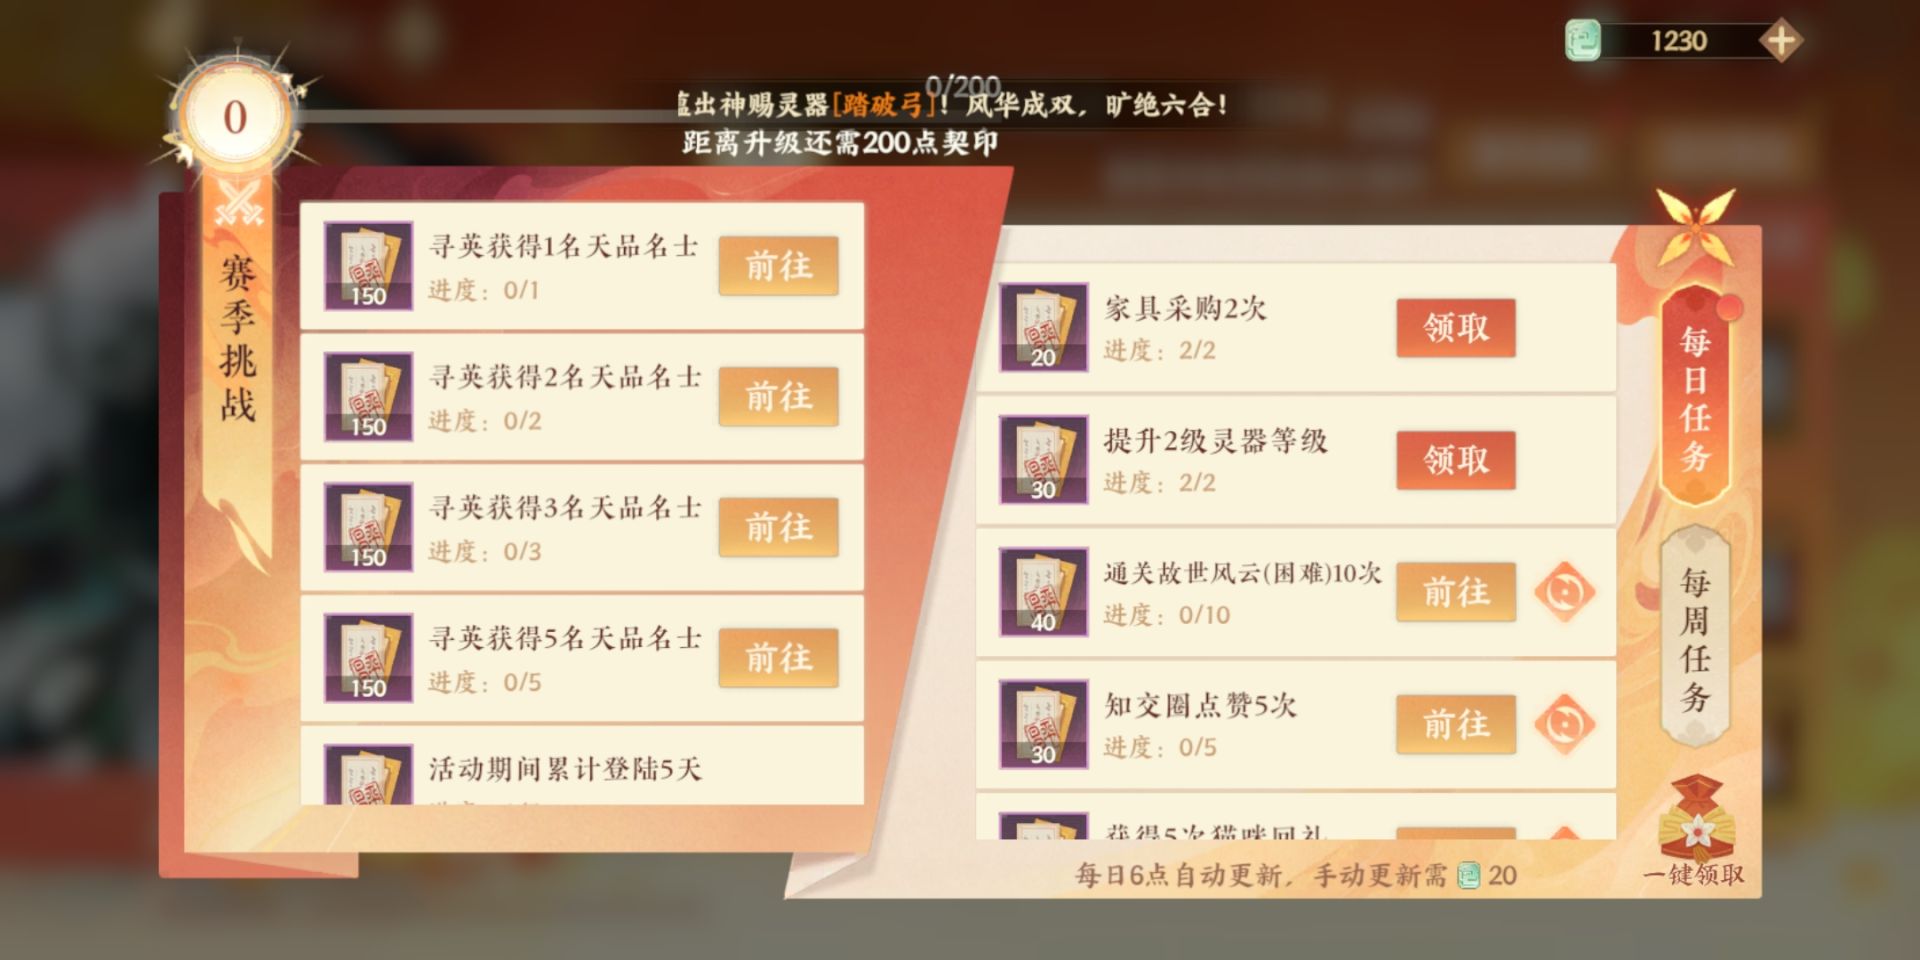 1230
0
0/200
出神赐灵器[踏破弓]！风华成双，旷绝六合！
距离升级还需200点契印
赛季挑战
150
寻英获得1名天品名士
进度：0/1
前往
150
寻英获得2名天品名士
进度：0/2
前往
150
寻英获得3名天品名士
进度：0/3
前往
150
寻英获得5名天品名士
进度：0/5
前往
活动期间累计登陆5天
20
家具采购2次
进度：2/2
领取
30
提升2级灵器等级
进度：2/2
领取
40
通关故世风云(困难)10次
进度：0/10
前往
30
知交圈点赞5次
进度：0/5
前往
获得5次猫咪回礼
每日6点自动更新，手动更新需 20
每日任务
每周任务
一键领取